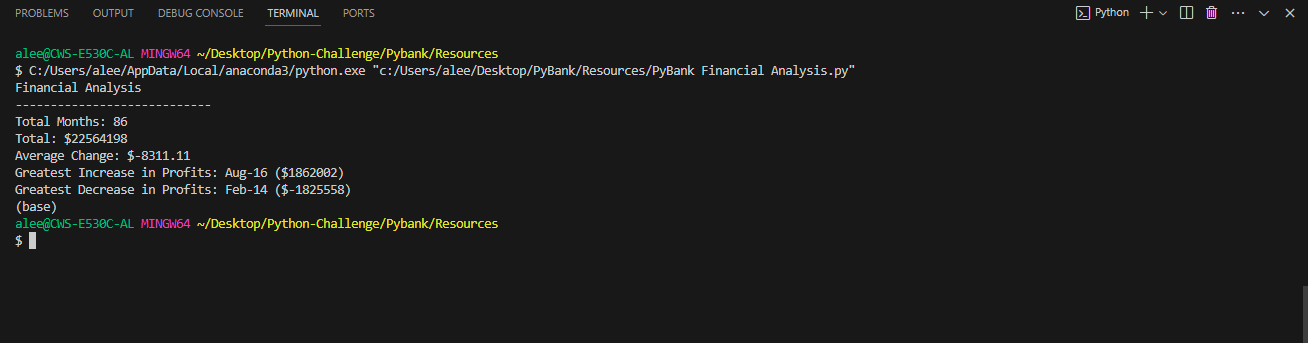 PROBLEMS OUTPUT DEBUG CONSOLE TERMINAL PORTS Python
alee@CWS-E530C-AL MINGW64 ~/Desktop/Python-Challenge/Pybank/Resources
$ C:/Users/alee/AppData/Local/anaconda3/python.exe "c:/Users/alee/Desktop/PyBank/Resources/PyBank Financial Analysis.py"
Financial Analysis
----------------------------
Total Months: 86
Total: $22564198
Average Change: $-8311.11
Greatest Increase in Profits: Aug-16 ($1862002)
Greatest Decrease in Profits: Feb-14 ($-1825558)
(base)
alee@CWS-E530C-AL MINGW64 ~/Desktop/Python-Challenge/Pybank/Resources
$